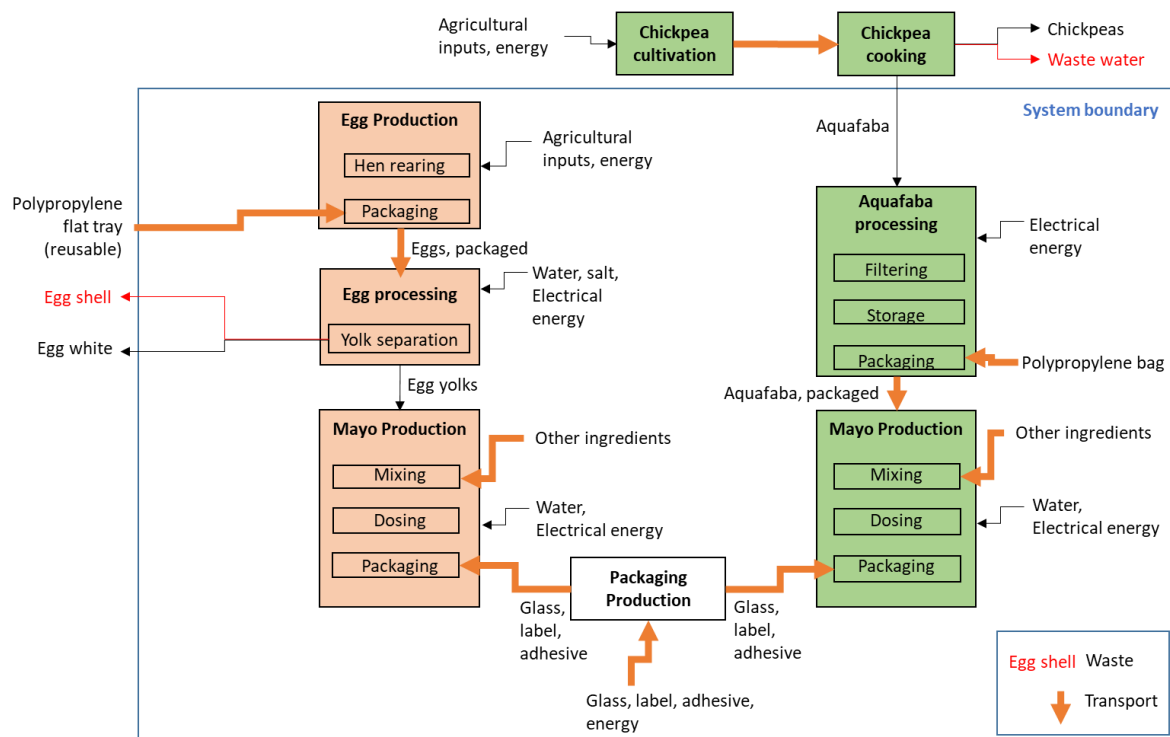 Agricultural
inputs, energy
Chickpea
cultivation
Chickpea
cooking
Chickpeas
Waste water
System boundary
Aquafaba
Egg Production
Hen rearing
Packaging
Agricultural
inputs, energy
Polypropylene
flat tray
(reusable)
Eggs, packaged
Egg processing
Yolk separation
Water, salt,
Electrical
energy
Egg shell
Egg white
Egg yolks
Mayo Production
Mixing
Dosing
Packaging
Other ingredients
Water,
Electrical energy
Aquafaba
processing
Filtering
Storage
Packaging
Electrical
energy
Polypropylene bag
Aquafaba, packaged
Mayo Production
Mixing
Dosing
Packaging
Other ingredients
Water,
Electrical energy
Packaging
Production
Glass,
label,
adhesive
Glass,
label,
adhesive
Glass, label, adhesive,
energy
Egg shell Waste
Transport